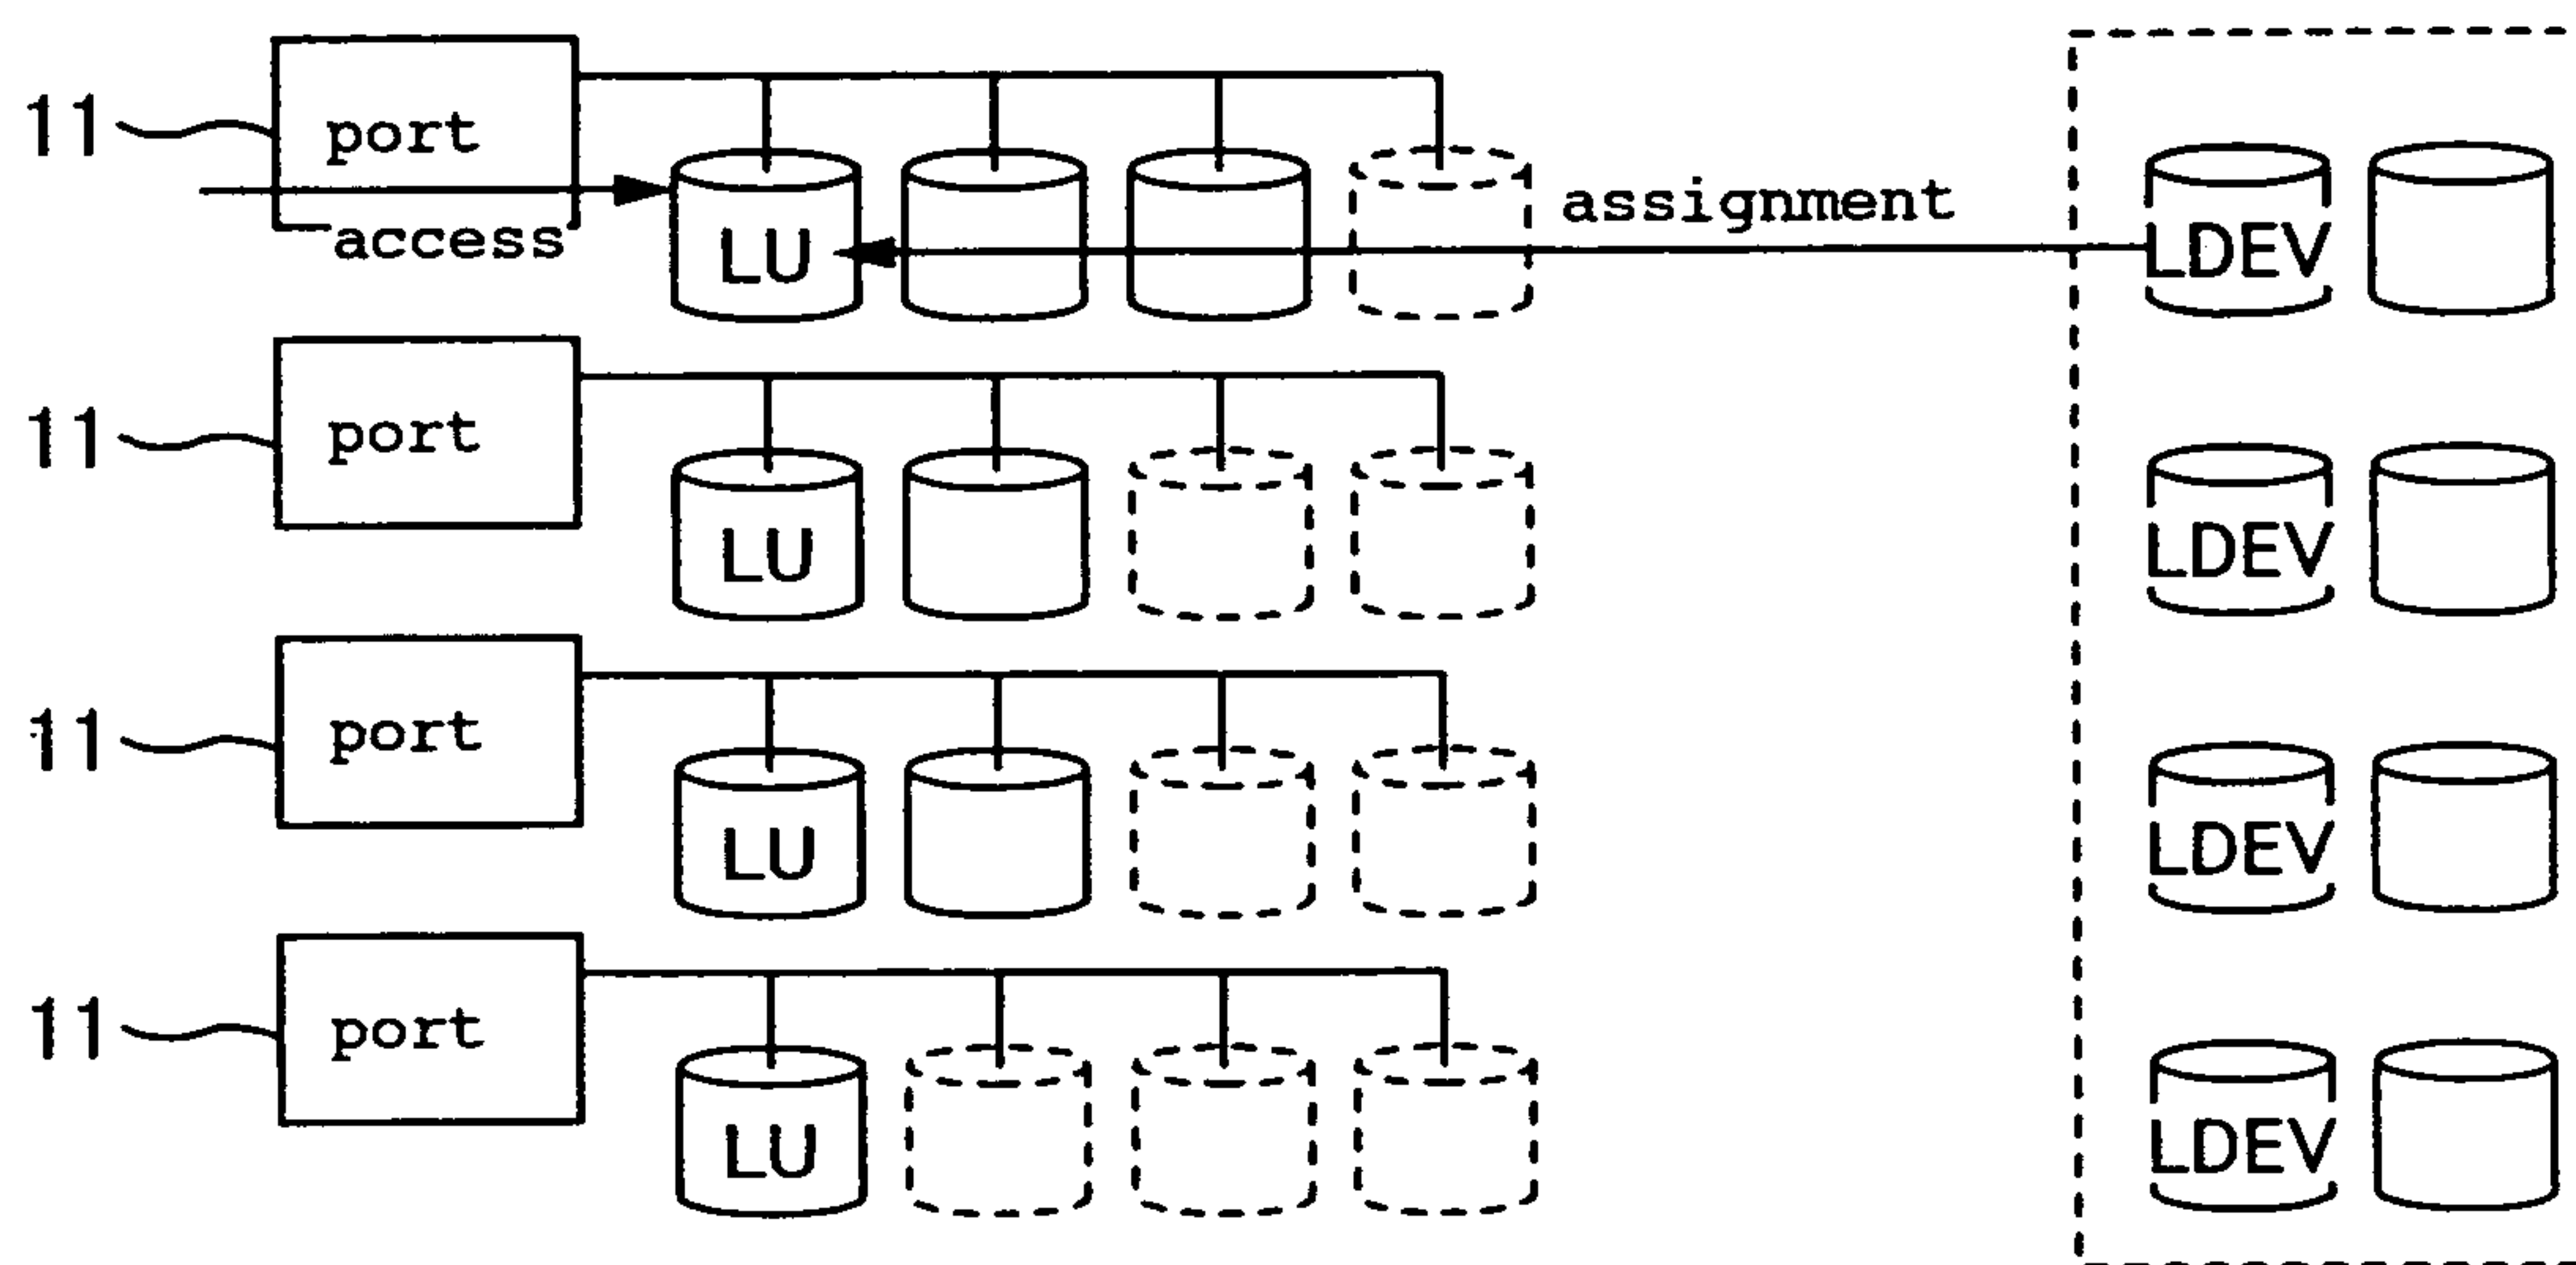 11 port
assignment
access LU LDEV
11 port
LU LDEV
11 port
LU LDEV
11 port
LU LDEV